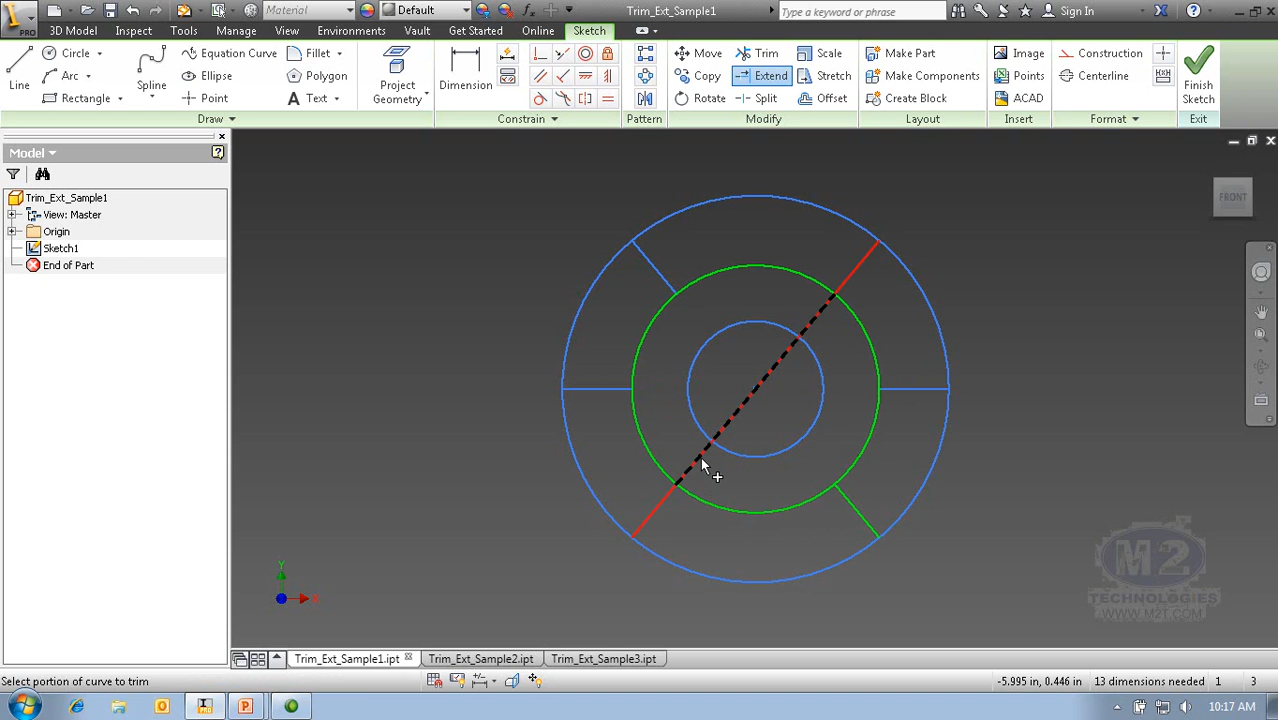 PRO
Material
Default
Trim_Ext_Sample1
Type a keyword or phrase
Sign In
3D Model Inspect Tools Manage View Environments Vault Get Started Online Sketch
Line
Circle
Arc
Rectangle
Spline
Equation Curve
Ellipse
Point
Fillet
Polygon
Text
Project
Geometry
Dimension
Move
Copy
Rotate
Trim
Extend
Split
Scale
Stretch
Offset
Make Part
Make Components
Create Block
Image
Points
ACAD
Construction
Centerline
Finish
Sketch
Draw Constrain Pattern Modify Layout Insert Format Exit
Model
Trim_Ext_Sample1
View: Master
Origin
Sketch1
End of Part
FRONT
Y
X
M2
TECHNOLOGIES
WWW.M2T.COM
Trim_Ext_Sample1.ipt Trim_Ext_Sample2.ipt Trim_Ext_Sample3.ipt
Select portion of curve to trim
-5.995 in, 0.446 in 13 dimensions needed 1 3
10:17 AM